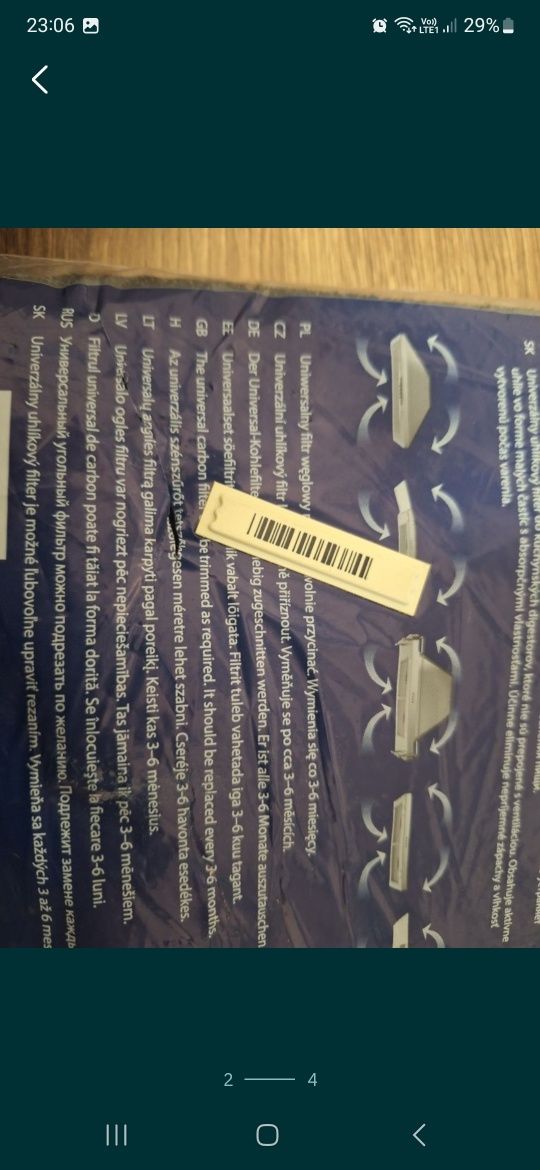 23:06
Vo))
LTE1
29%
SK Univerzálny uhlíkový filter do kuchynských digestorov, ktoré nie sú prepojené s ventiláciou. Obsahuje aktívne
uhlie vo forme malých častíc s absorpčnými vlastnosťami. Účinne eliminuje nepríjemné zápachy a vlhkosť
vytvorenú počas varenia.
PL Uniwersalny filtr węglowy przycinać. Wymienia się co 3-6 miesięcy.
CZ Univerzální uhlíkový filtr přiříznout. Vyměňuje se po cca 3–6 měsících.
DE Der Universal-Kohlefilter zugeschnitten werden. Er ist alle 3-6 Monate auszutauschen
EE Universaalset vabalt lõigata. Filtrit tuleb vahetada iga 3–6 kuu tagant.
GB The universal carbon be trimmed as required. It should be replaced every 3-6 months.
H Az univerzális szénszűrőt méretre lehet szabni. Cseréje 3-6 havonta esedékes.
LT Universalų anglies filtrą galima karpyti pagal poreikį. Keisti kas 3–6 mėnesius.
LV Universālo ogles filtru var nogriezt pēc nepieciešamības. Tas jāmaina ik pēc 3–6 mēnešiem.
Filtrul universal de carbon poate fi tăiat la forma dorită. Se înlocuiește la fiecare 3-6 luni.
RUS Универсальный угольный фильтр можно подрезать по желанию. Подлежит замене
SK Univerzálny uhlíkový filter je možné ľubovoľne upraviť rezaním. Vymieňa sa každých 3 až 6
2
4